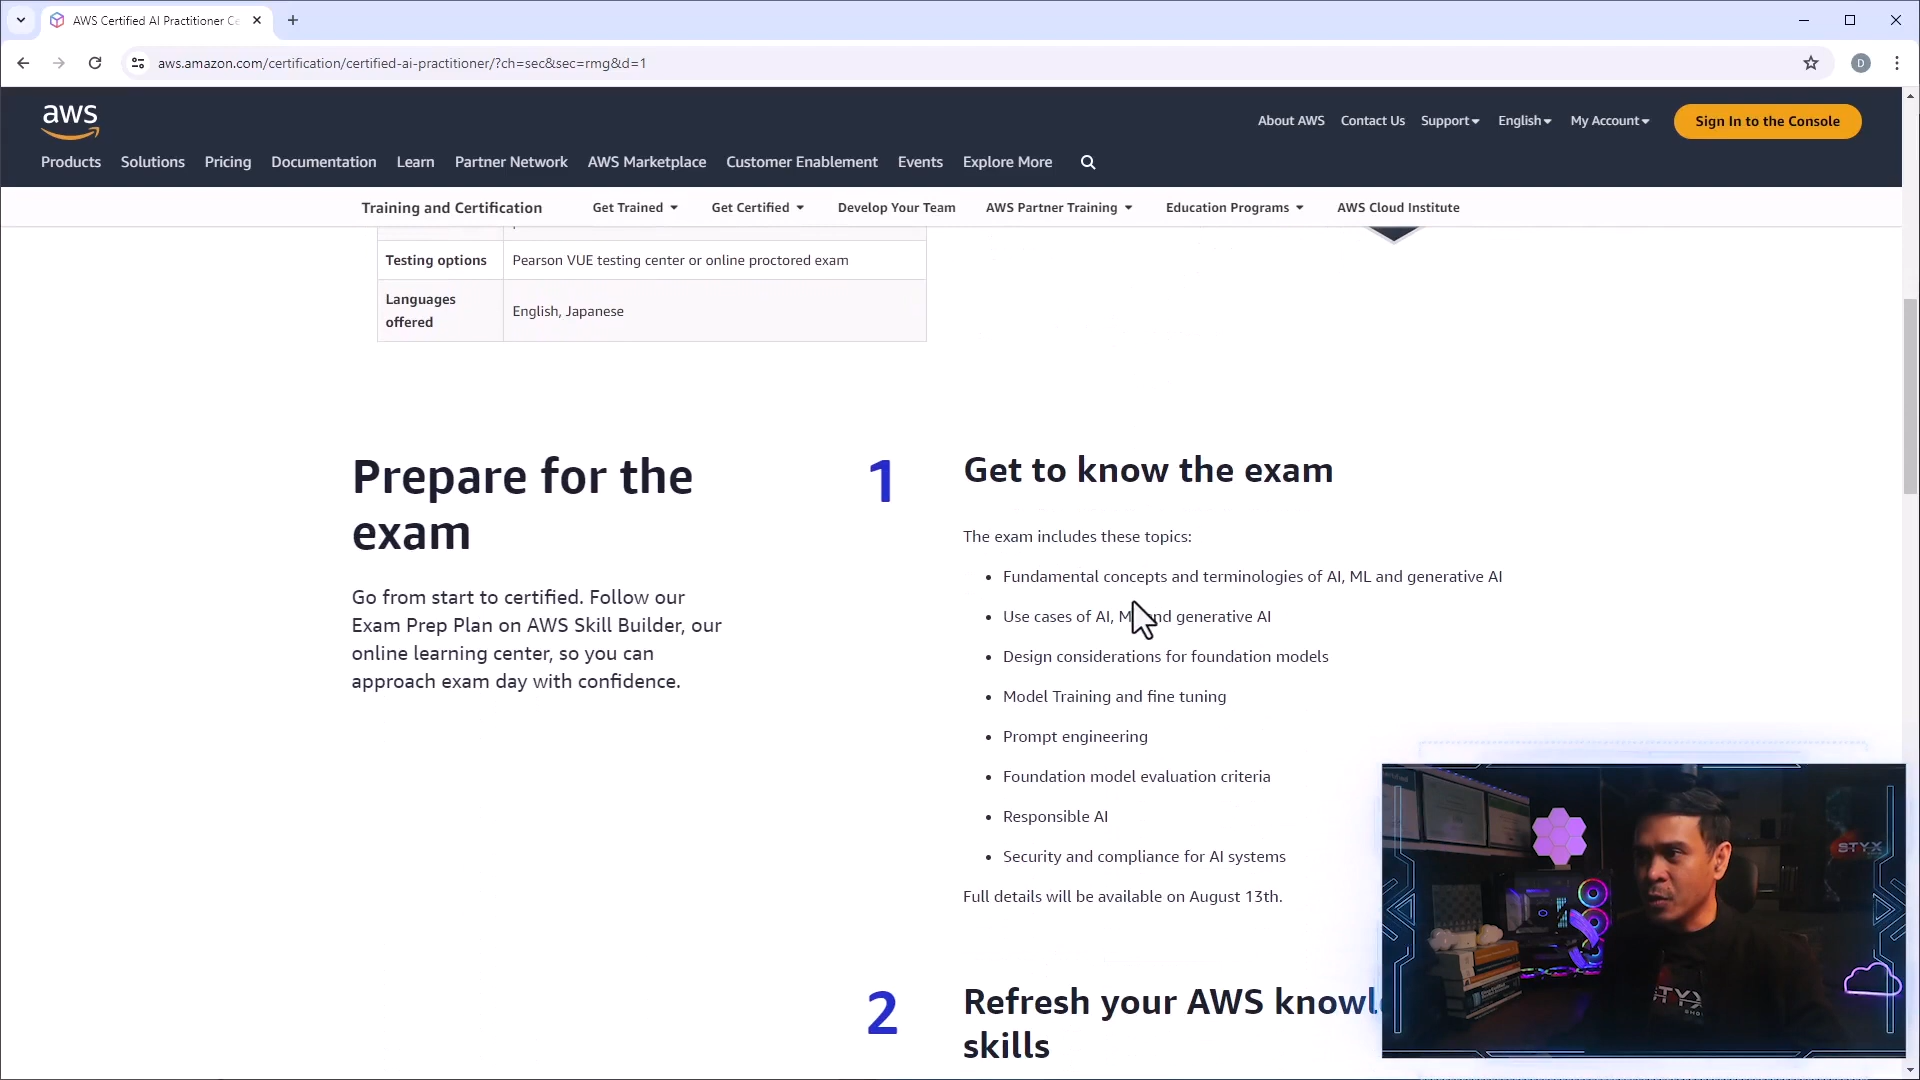 AWS Certified AI Practitioner Ce
aws.amazon.com/certification/certified-ai-practitioner/?ch=sec&sec=rmg&d=1
D
aws
About AWS Contact Us Support English My Account Sign In to the Console
Products Solutions Pricing Documentation Learn Partner Network AWS Marketplace Customer Enablement Events Explore More
Training and Certification Get Trained Get Certified Develop Your Team AWS Partner Training Education Programs AWS Cloud Institute
Testing options Pearson VUE testing center or online proctored exam
Languages
offered
English, Japanese
Prepare for the
exam
Go from start to certified. Follow our
Exam Prep Plan on AWS Skill Builder, our
online learning center, so you can
approach exam day with confidence.
1
Get to know the exam
The exam includes these topics:
• Fundamental concepts and terminologies of AI, ML and generative AI
• Use cases of AI, M nd generative AI
• Design considerations for foundation models
• Model Training and fine tuning
• Prompt engineering
• Foundation model evaluation criteria
• Responsible AI
• Security and compliance for AI systems
Full details will be available on August 13th.
2
Refresh your AWS knowl
skills
STYX
STYX